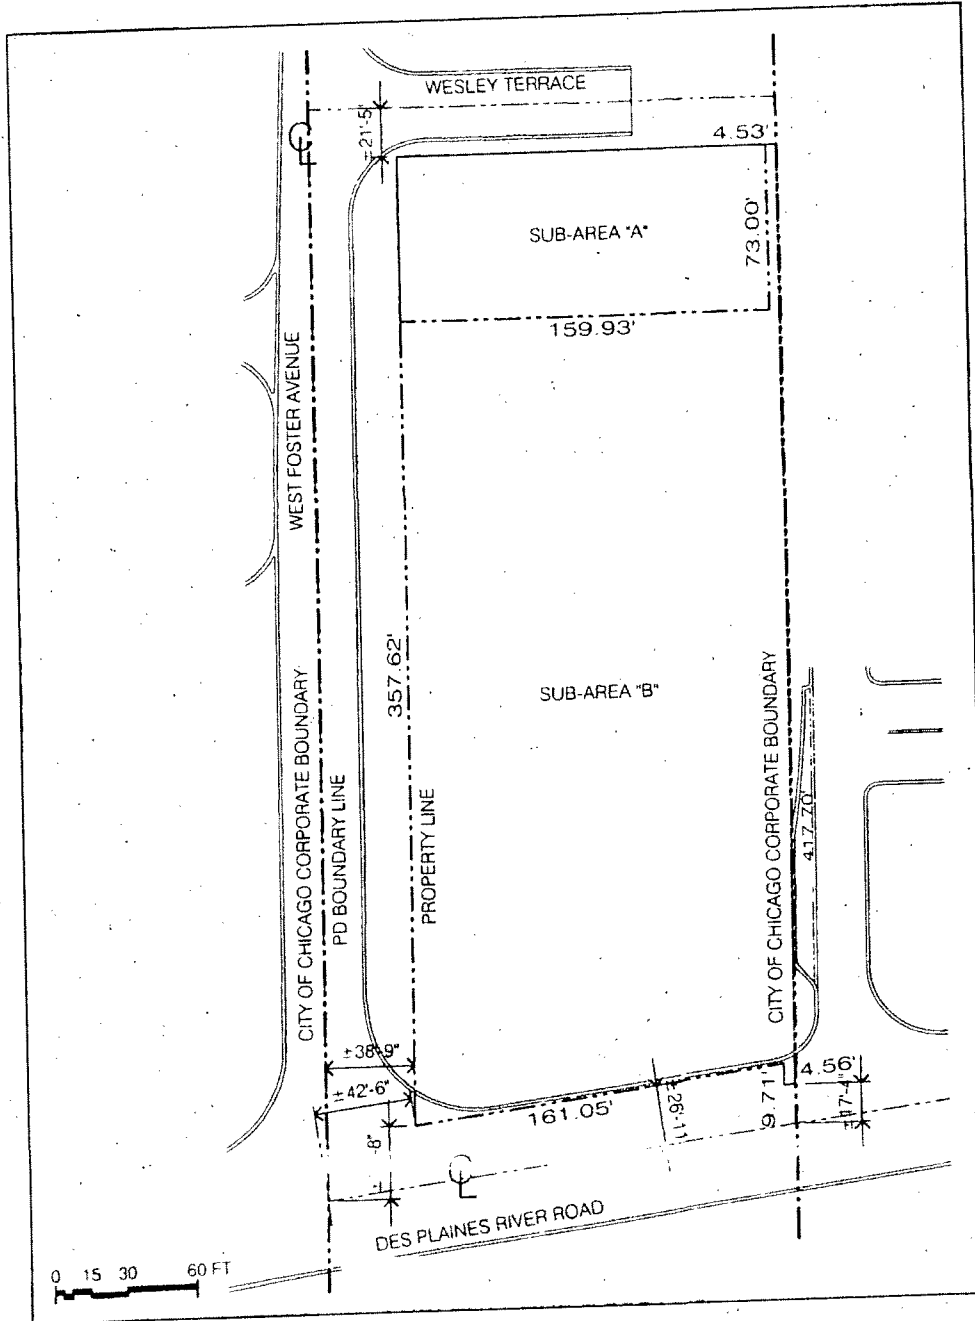 WESLEY TERRACE
±21'-5"
4.53'
SUB-AREA "A"
73.00'
159.93'
WEST FOSTER AVENUE
357.62'
SUB-AREA "B"
CITY OF CHICAGO CORPORATE BOUNDARY
PD BOUNDARY LINE
PROPERTY LINE
CITY OF CHICAGO CORPORATE BOUNDARY
417.70'
±38'-9"
±42'-6"
161.05'
±26'-11"
9.71'
4.56'
±17'-4"
-8"
DES PLAINES RIVER ROAD
0 15 30 60 FT